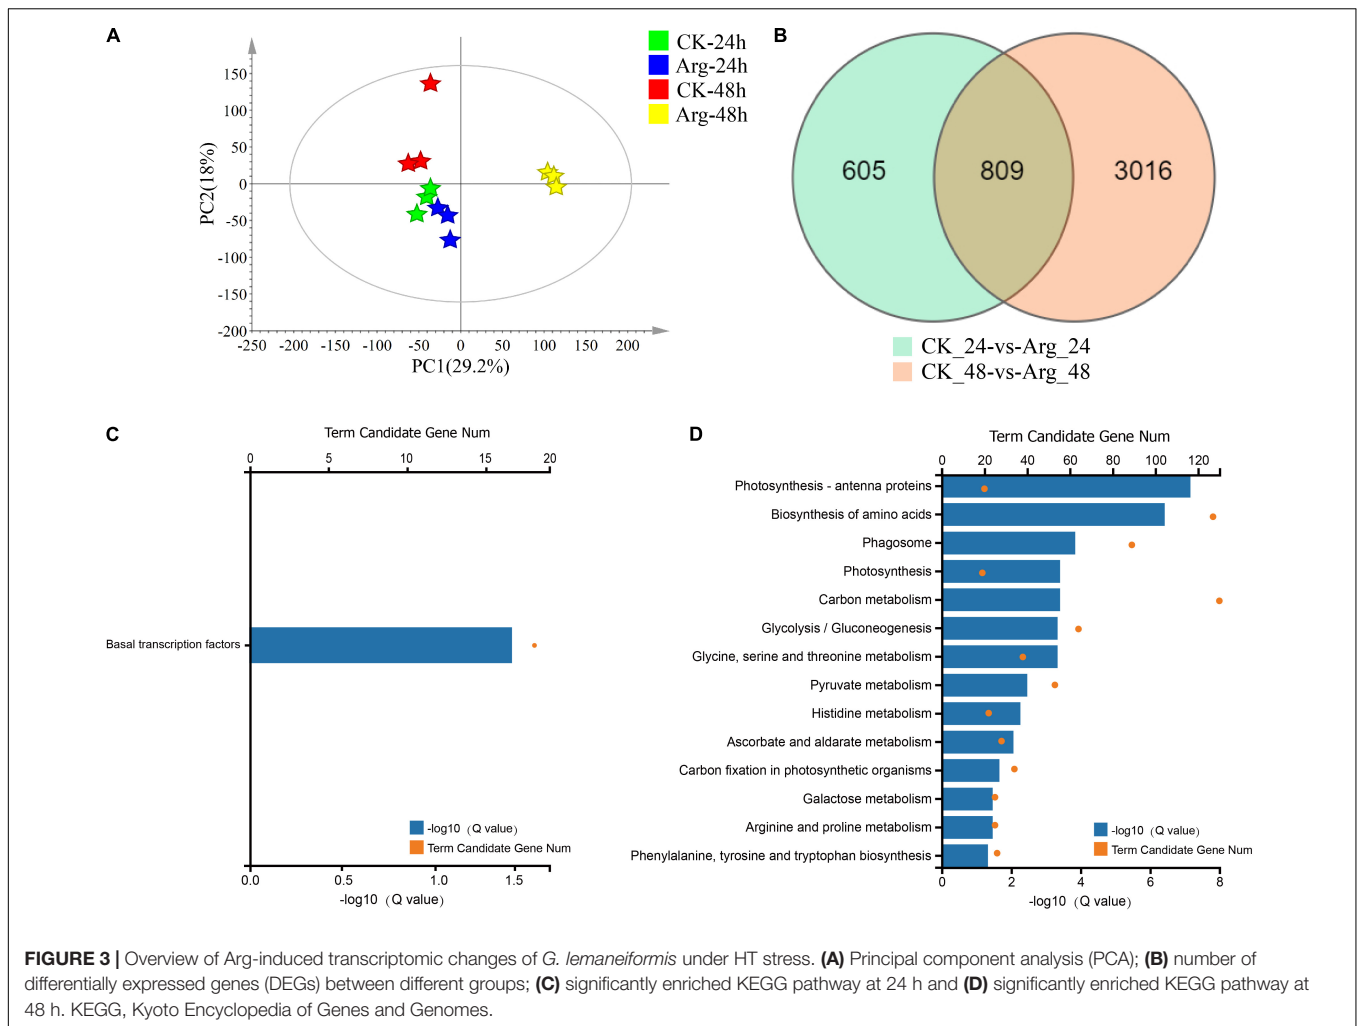 A
CK-24h
Arg-24h
CK-48h
Arg-48h
150
100
50
0
-50
-100
-150
-200
PC2(18%)
-250 -200 -150 -100 -50 0 50 100 150 200
PC1(29.2%)
B
605 809 3016
CK_24-vs-Arg_24
CK_48-vs-Arg_48
C
Term Candidate Gene Num
0 5 10 15 20
Basal transcription factors
-log10 (Q value)
Term Candidate Gene Num
0.0 0.5 1.0 1.5
-log10 (Q value)
D
Term Candidate Gene Num
0 20 40 60 80 100 120
Photosynthesis - antenna proteins
Biosynthesis of amino acids
Phagosome
Photosynthesis
Carbon metabolism
Glycolysis / Gluconeogenesis
Glycine, serine and threonine metabolism
Pyruvate metabolism
Histidine metabolism
Ascorbate and aldarate metabolism
Carbon fixation in photosynthetic organisms
Galactose metabolism
Arginine and proline metabolism
Phenylalanine, tyrosine and tryptophan biosynthesis
-log10 (Q value)
Term Candidate Gene Num
0 2 4 6 8
-log10 (Q value)
FIGURE 3 | Overview of Arg-induced transcriptomic changes of G. lemaneiformis under HT stress. (A) Principal component analysis (PCA); (B) number of
differentially expressed genes (DEGs) between different groups; (C) significantly enriched KEGG pathway at 24 h and (D) significantly enriched KEGG pathway at
48 h. KEGG, Kyoto Encyclopedia of Genes and Genomes.